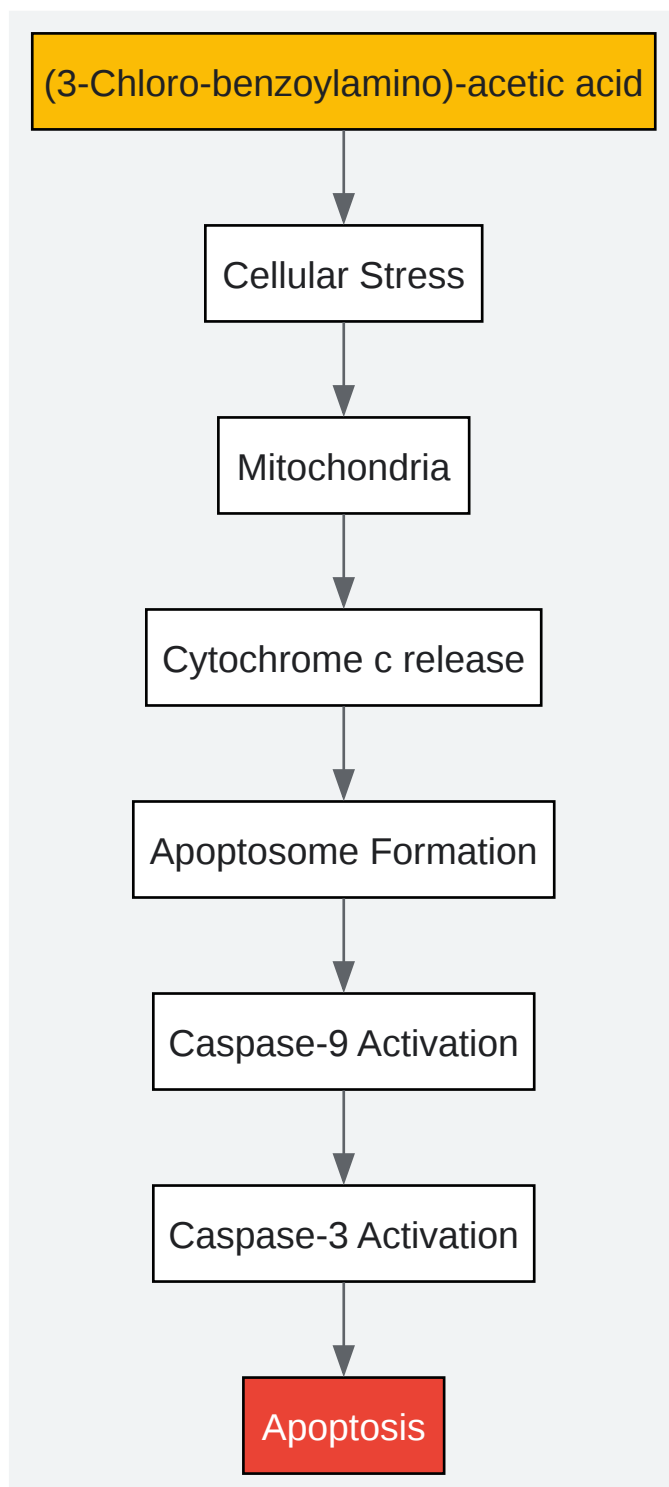 (3-Chloro-benzoylamino)-acetic acid
Cellular Stress
Mitochondria
Cytochrome c release
Apoptosome Formation
Caspase-9 Activation
Caspase-3 Activation
Apoptosis